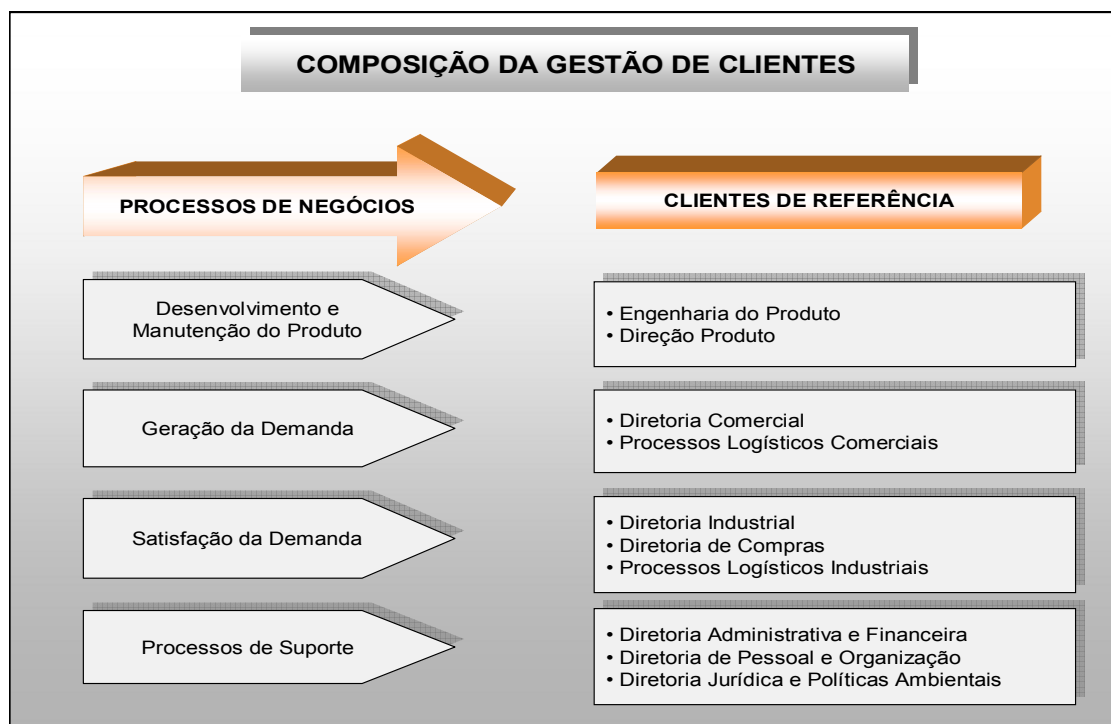 COMPOSIÇÃO DA GESTÃO DE CLIENTES
PROCESSOS DE NEGÓCIOS
CLIENTES DE REFERÊNCIA
Desenvolvimento e
Manutenção do Produto
• Engenharia do Produto
• Direção Produto
Geração da Demanda
• Diretoria Comercial
• Processos Logísticos Comerciais
Satisfação da Demanda
• Diretoria Industrial
• Diretoria de Compras
• Processos Logísticos Industriais
Processos de Suporte
• Diretoria Administrativa e Financeira
• Diretoria de Pessoal e Organização
• Diretoria Jurídica e Políticas Ambientais